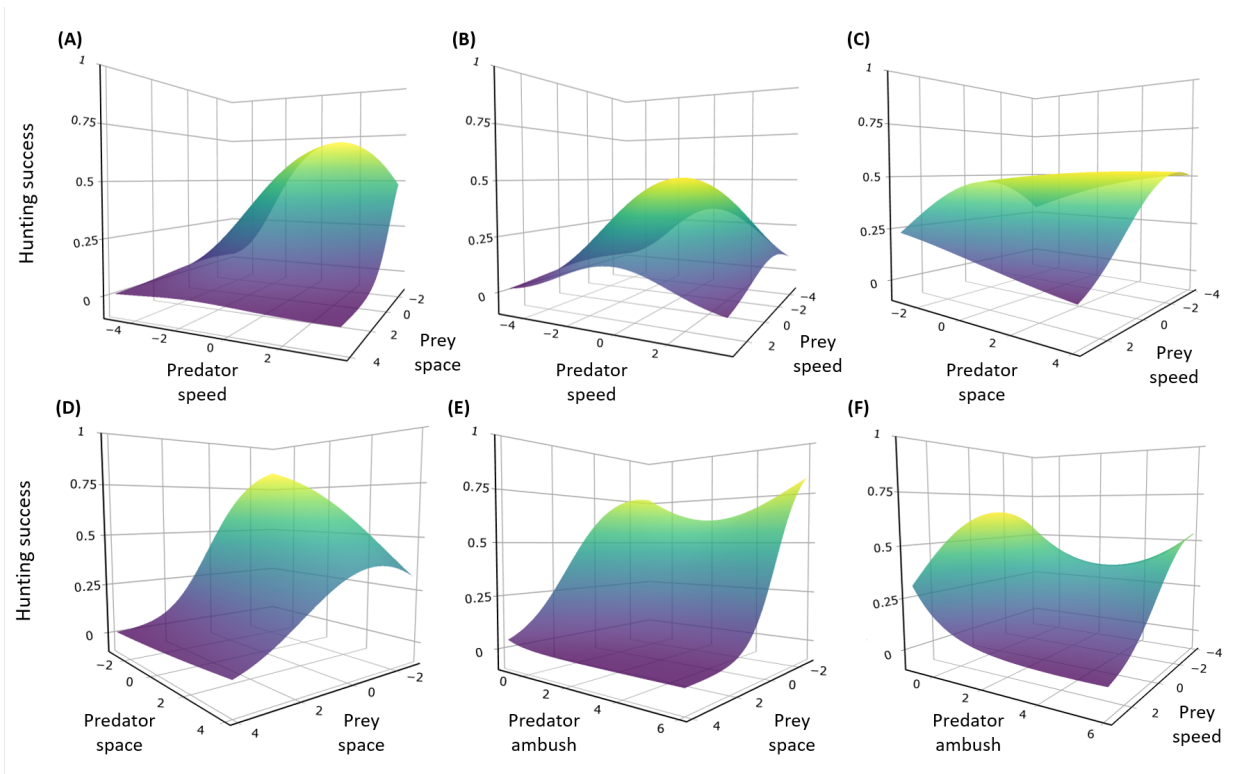 (A)
(B)
(C)
Hunting success
1
0.75
0.5
0.25
0
−4
−2
0
2
−2
0
2
4
Predator
speed
Prey
space
1
0.75
0.5
0.25
0
−4
−2
0
2
−4
−2
0
2
Predator
speed
Prey
speed
1
0.75
0.5
0.25
0
−2
0
2
4
−4
−2
0
2
Predator
space
Prey
speed
(D)
(E)
(F)
Hunting success
1
0.75
0.5
0.25
0
−2
0
2
4
−2
0
2
4
Predator
space
Prey
space
1
0.75
0.5
0.25
0
0
2
4
6
−2
0
2
4
Predator
ambush
Prey
space
1
0.75
0.5
0.25
0
0
2
4
6
−4
−2
0
2
Predator
ambush
Prey
speed